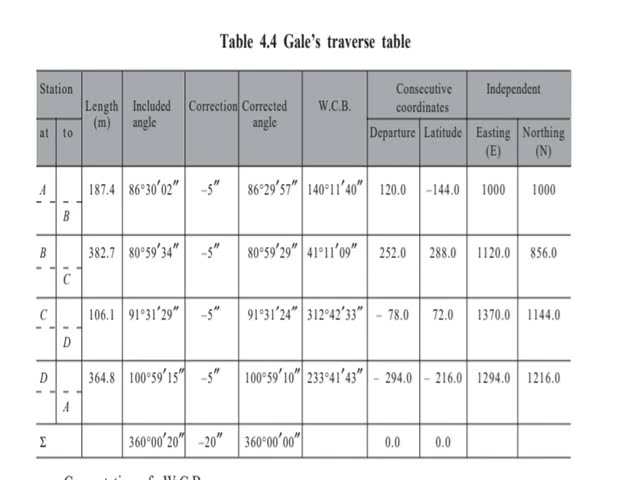 Table 4.4 Gale's traverse table
Station Length (m) Included angle Correction Corrected angle W.C.B. Consecutive coordinates Independent
at to Departure Latitude Easting (E) Northing (N)
A 187.4 86°30′02″ –5″ 86°29′57″ 140°11′40″ 120.0 –144.0 1000 1000
B
B 382.7 80°59′34″ –5″ 80°59′29″ 41°11′09″ 252.0 288.0 1120.0 856.0
C
C 106.1 91°31′29″ –5″ 91°31′24″ 312°42′33″ – 78.0 72.0 1370.0 1144.0
D
D 364.8 100°59′15″ –5″ 100°59′10″ 233°41′43″ – 294.0 – 216.0 1294.0 1216.0
A
Σ 360°00′20″ –20″ 360°00′00″ 0.0 0.0